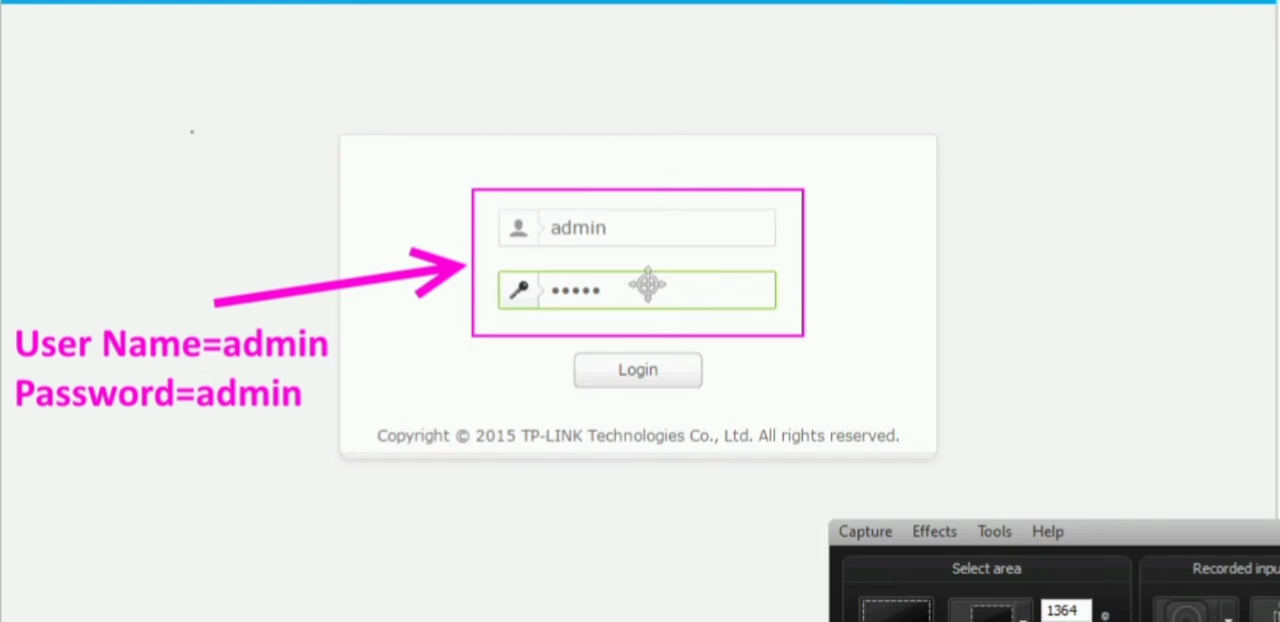 admin
•••••
User Name=admin
Password=admin
Login
Copyright © 2015 TP-LINK Technologies Co., Ltd. All rights reserved.
Capture Effects Tools Help
Select area
Recorded
1364